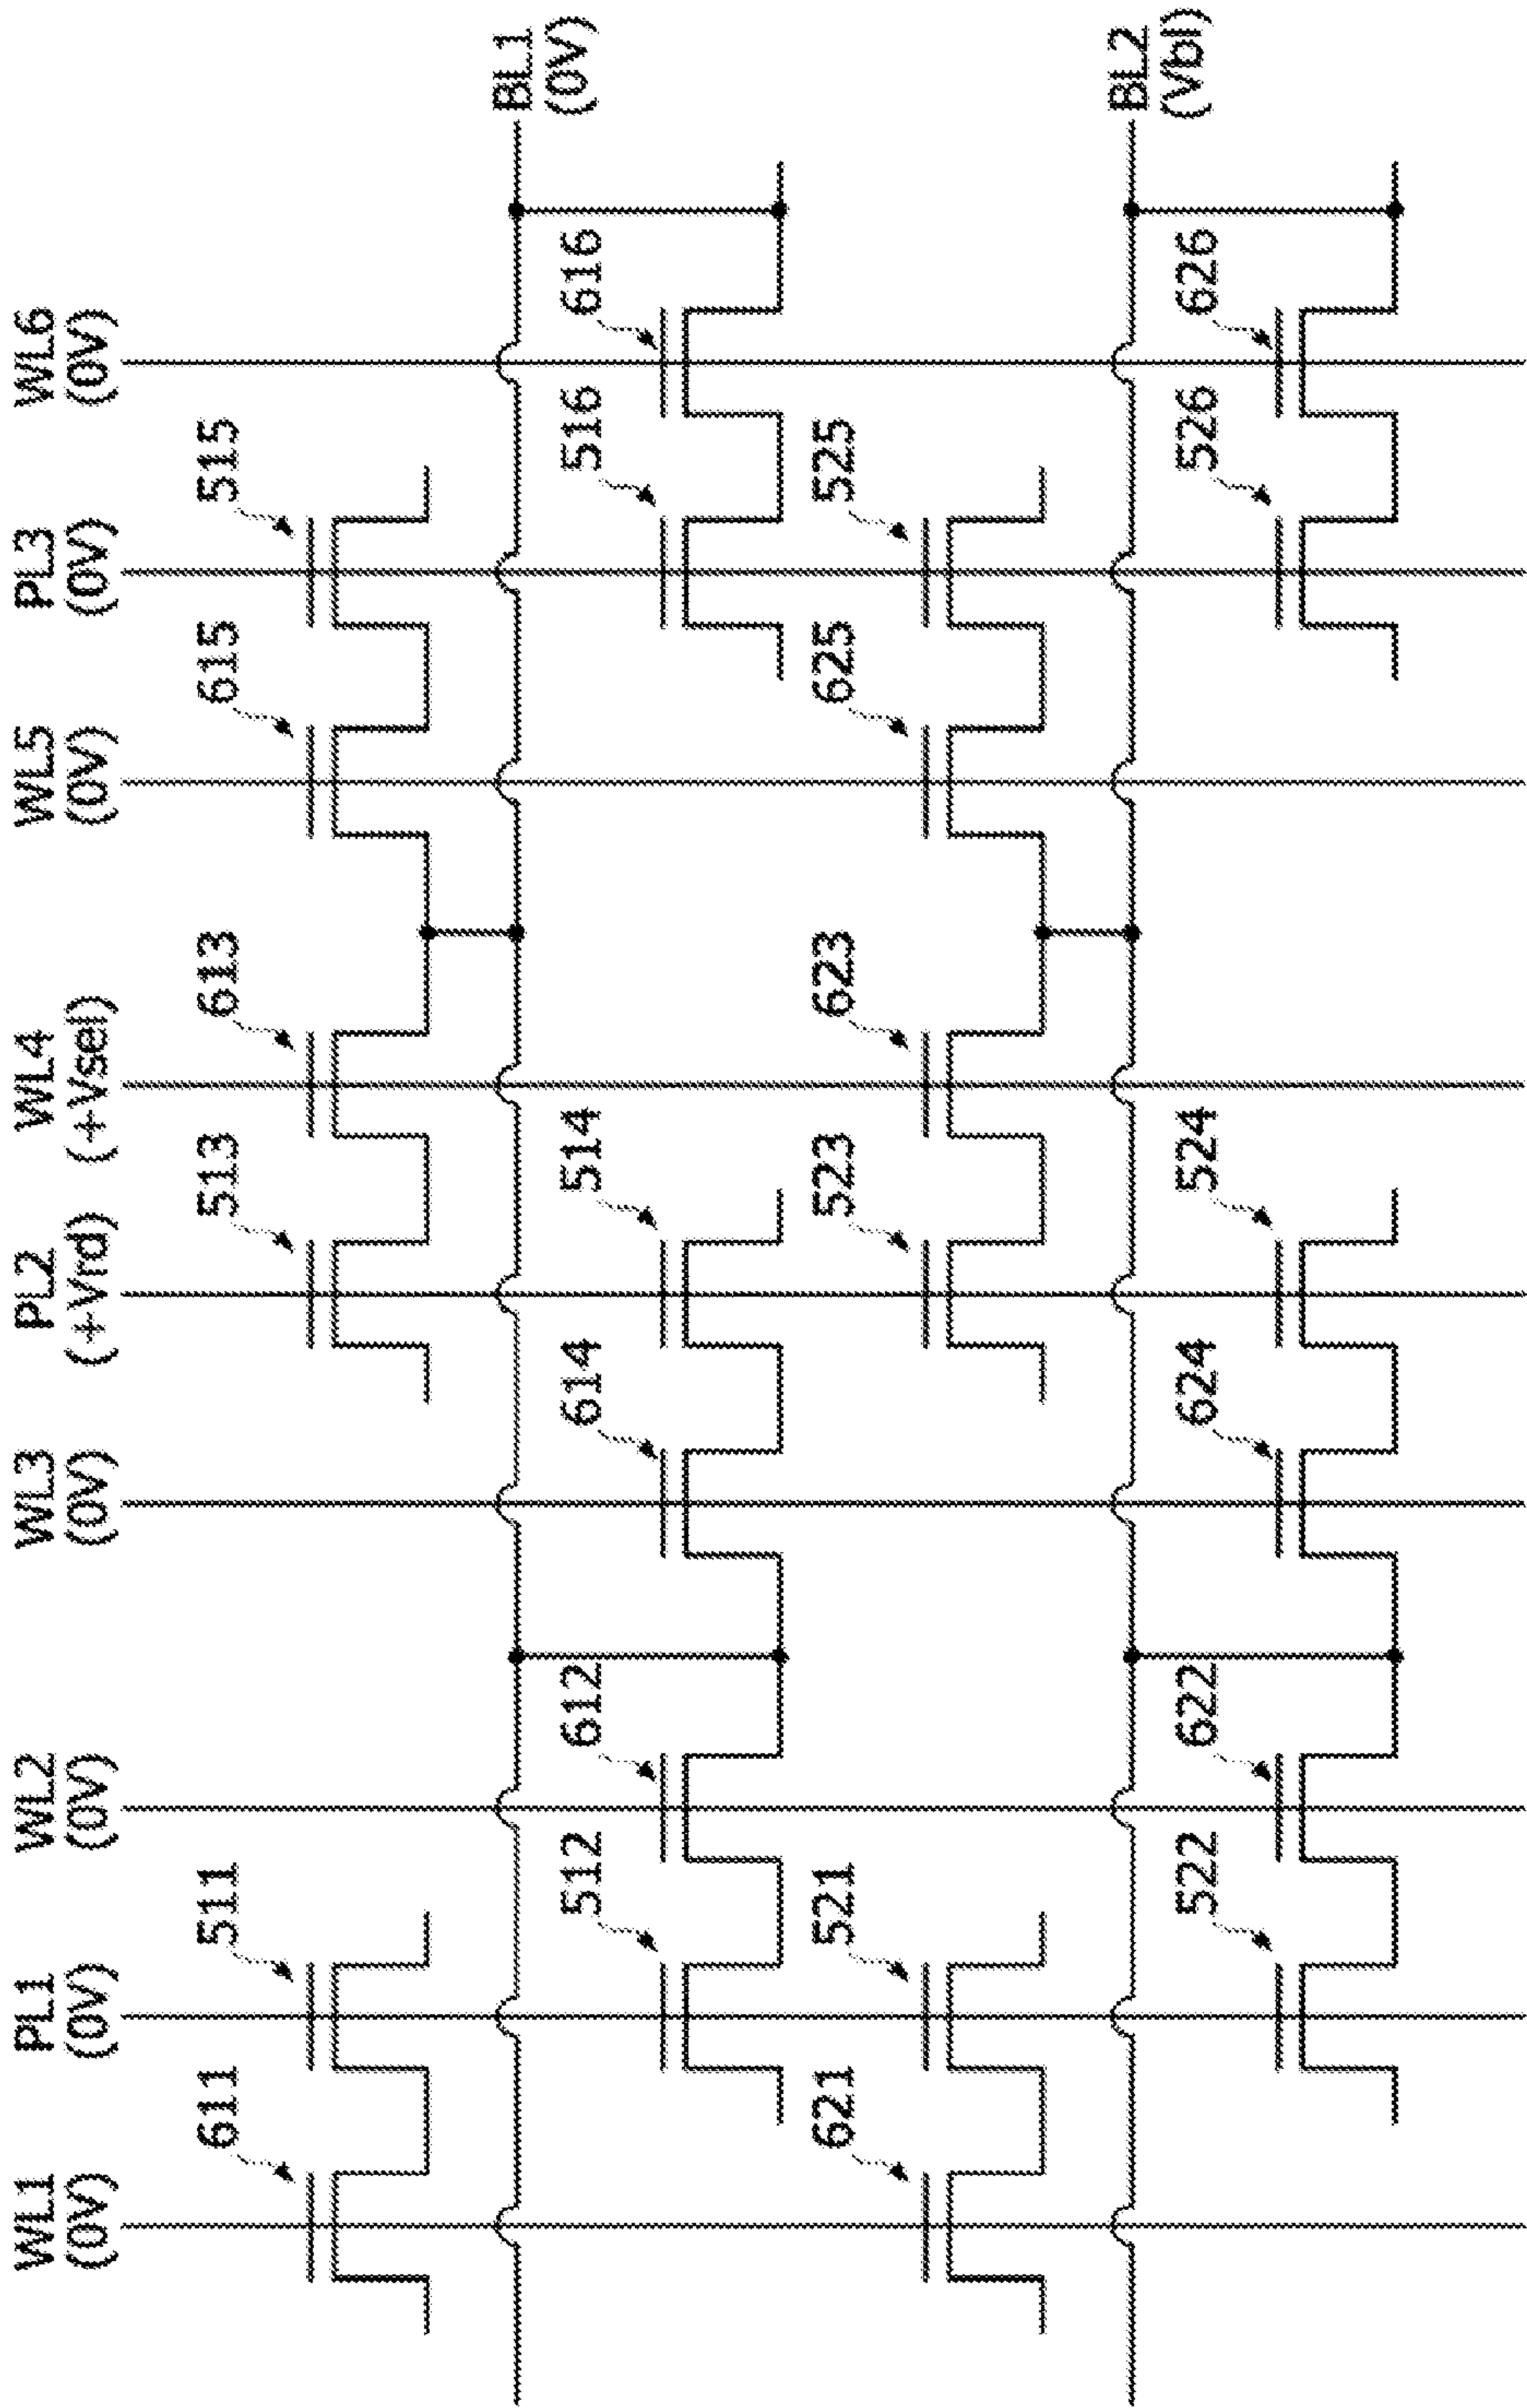 WL1
(0V)
PL1
(0V)
WL2
(0V)
WL3
(0V)
PL2
(+Vrd)
WL4
(+Vsel)
WL5
(0V)
PL3
(0V)
WL6
(0V)
611
511
513
613
615
515
BL1
(0V)
512
612
614
514
516
616
621
521
523
623
625
525
BL2
(Vbl)
522
622
624
524
526
626